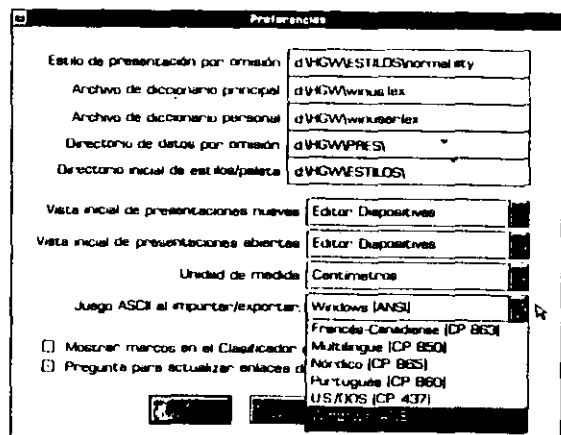 Preferencias
Estilo de presentación por omisión d:\HGW\ESTILOS\normal.sty
Archivo de diccionario principal d:\HGW\winus.lex
Archivo de diccionario personal d:\HGW\winuser.lex
Directorio de datos por omisión d:\HGW\PRES\
Directorio inicial de estilos/paleta d:\HGW\ESTILOS\
Vista inicial de presentaciones nuevas Editor Diapositivas
Vista inicial de presentaciones abiertas Editor Diapositivas
Unidad de medida Centímetros
Juego ASCII al importar/exportar: Windows (ANSI)
Francés-Canadiense (CP 863)
Multilingue (CP 850)
Mostrar marcos en el Clasificador
Nórdico (CP 865)
Pregunta para actualizar enlaces
Portugués (CP 860)
US/DOS (CP 437)